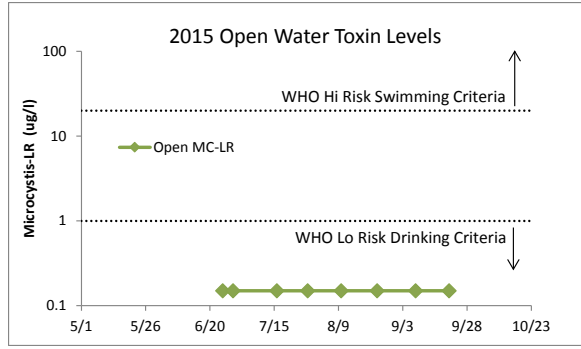 2015 Open Water Toxin Levels
100
WHO Hi Risk Swimming Criteria
10
Open MC-LR
Microcystis-LR (ug/l)
1
WHO Lo Risk Drinking Criteria
0.1
5/1 5/26 6/20 7/15 8/9 9/3 9/28 10/23